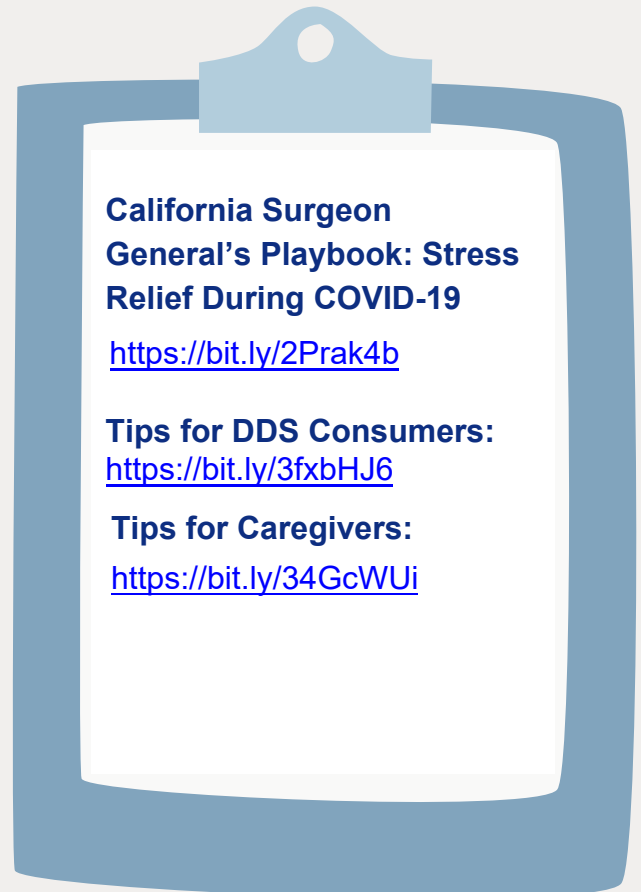 California Surgeon
General’s Playbook: Stress
Relief During COVID-19
https://bit.ly/2Prak4b
Tips for DDS Consumers:
https://bit.ly/3fxbHJ6
Tips for Caregivers:
https://bit.ly/34GcWUi